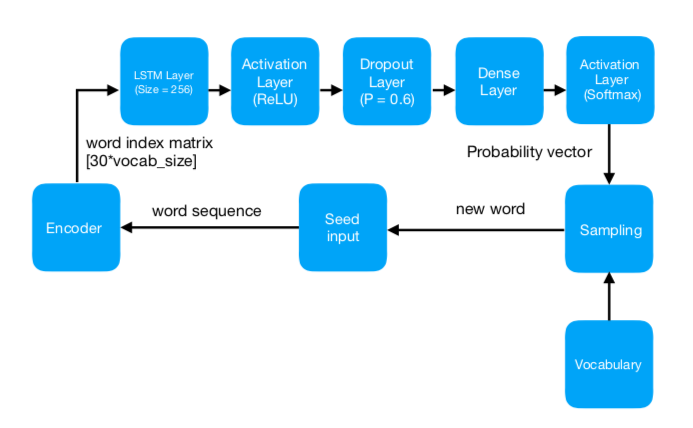 LSTM Layer
(Size = 256)
Activation
Layer
(ReLU)
Dropout
Layer
(P = 0.6)
Dense
Layer
Activation
Layer
(Softmax)
word index matrix
[30*vocab_size]
Probability vector
Encoder
word sequence
Seed
input
new word
Sampling
Vocabulary